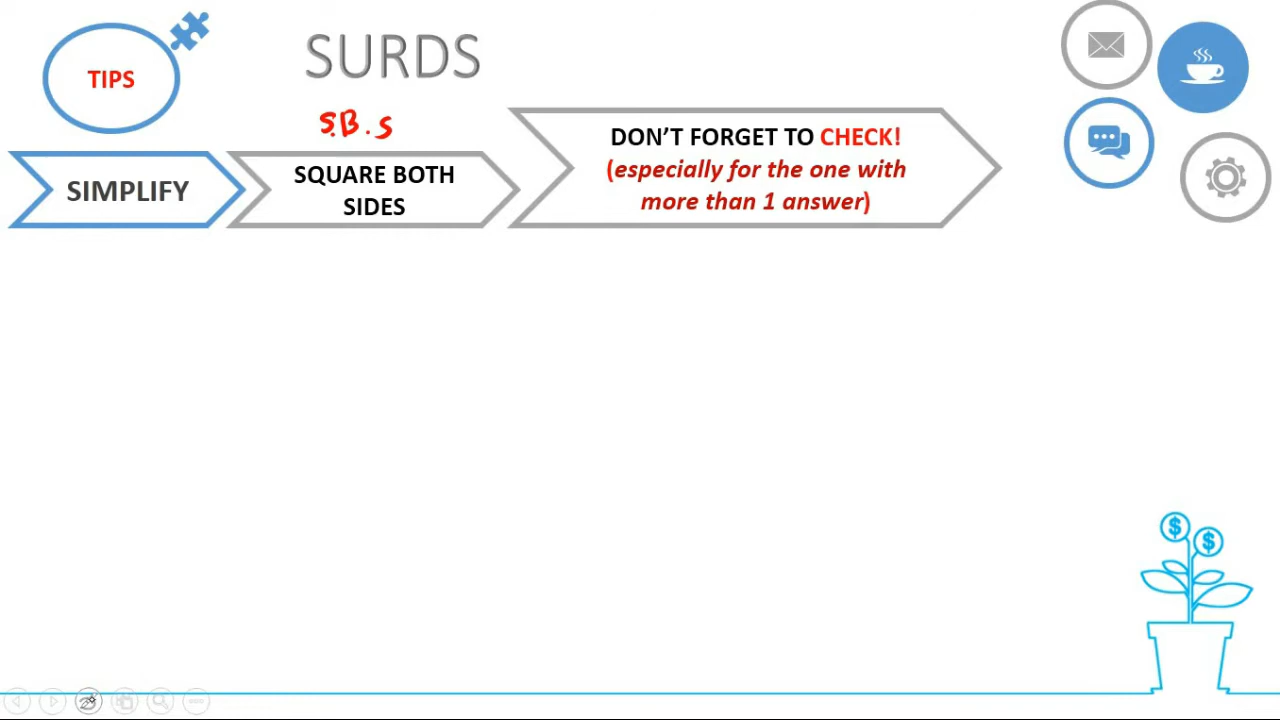 TIPS
SURDS
S.B.S
SIMPLIFY
SQUARE BOTH
SIDES
DON'T FORGET TO CHECK!
(especially for the one with
more than 1 answer)
$
$